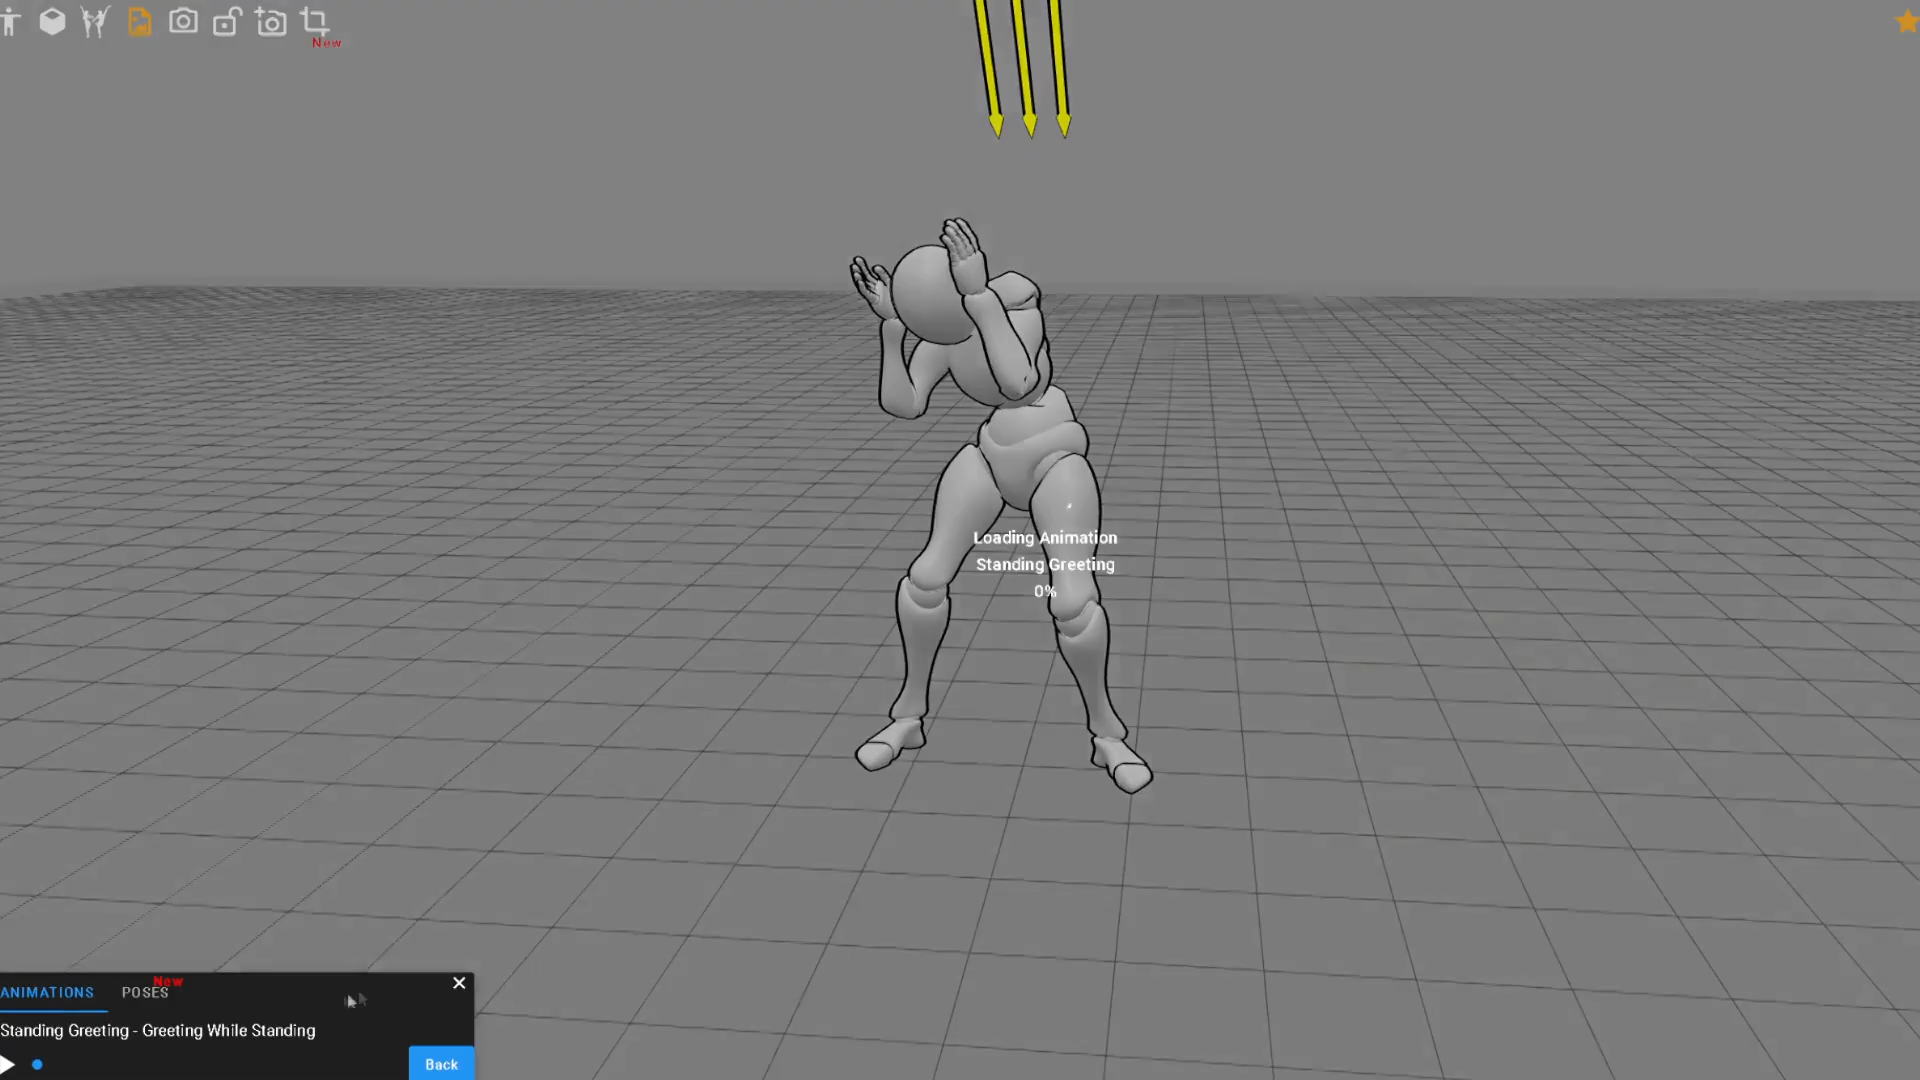 New
Loading Animation
Standing Greeting
0%
New
ANIMATIONS
POSES
Standing Greeting - Greeting While Standing
Back